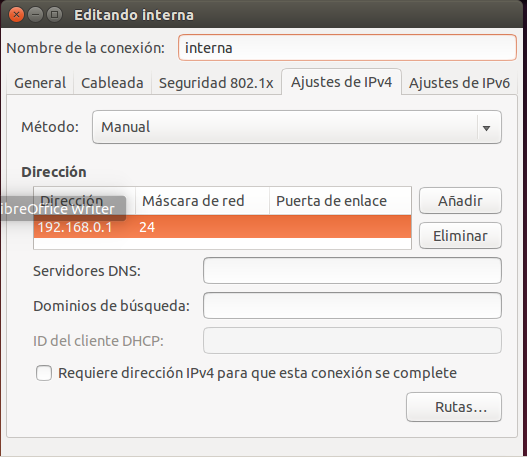 Editando interna
Nombre de la conexión: interna
General Cableada Seguridad 802.1x Ajustes de IPv4 Ajustes de IPv6
Método: Manual
Dirección
Dirección Máscara de red Puerta de enlace Añadir
ibreOffice Writer
192.168.0.1 24 Eliminar
Servidores DNS:
Dominios de búsqueda:
ID del cliente DHCP:
Requiere dirección IPv4 para que esta conexión se complete
Rutas...